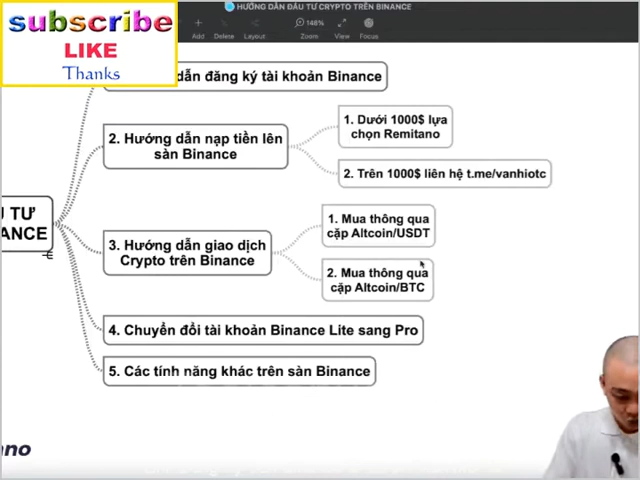 HƯỚNG DẪN ĐẦU TƯ CRYPTO TRÊN BINANCE
subscribe
LIKE
Thanks
Add
Delete
Layout
148%
Zoom
View
Focus
dẫn đăng ký tài khoản Binance
2. Hướng dẫn nạp tiền lên
sàn Binance
1. Dưới 1000$ lựa
chọn Remitano
2. Trên 1000$ liên hệ t.me/vanhiotc
TƯ
ANCE
3. Hướng dẫn giao dịch
Crypto trên Binance
1. Mua thông qua
cặp Altcoin/USDT
2. Mua thông qua
cặp Altcoin/BTC
4. Chuyển đổi tài khoản Binance Lite sang Pro
5. Các tính năng khác trên sàn Binance
ano